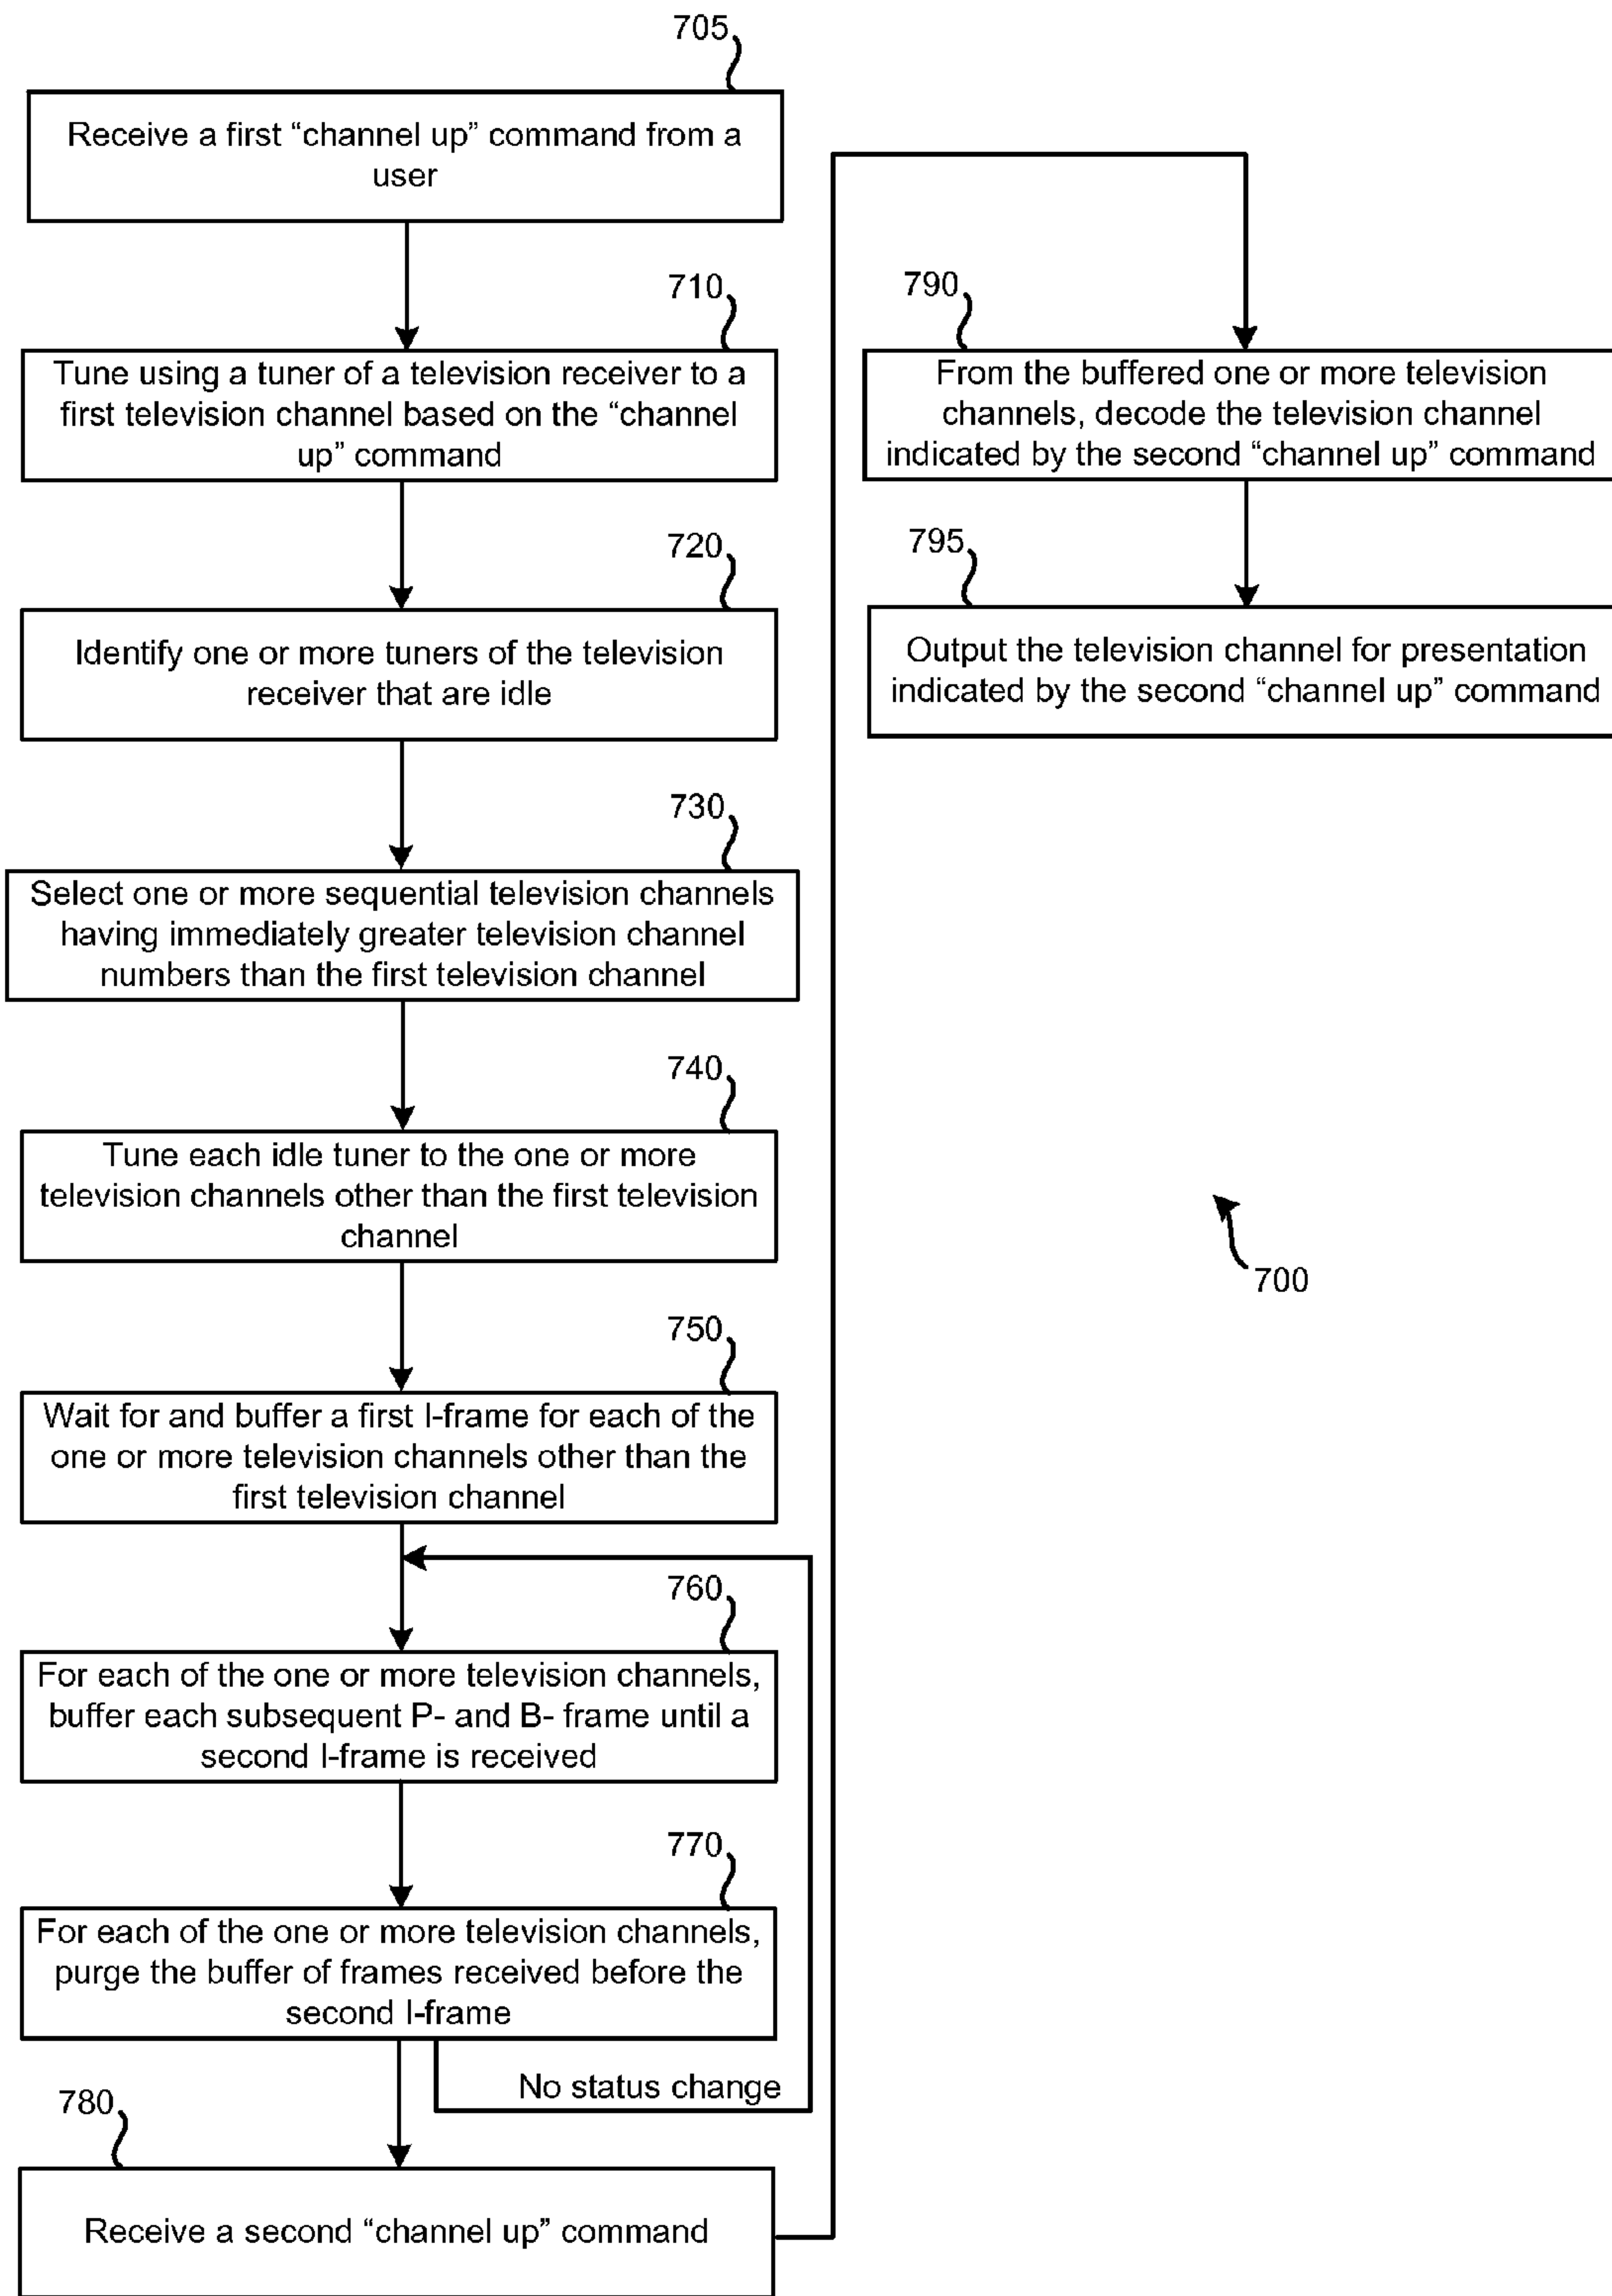 705
Receive a first “channel up” command from a
user
710
Tune using a tuner of a television receiver to a
first television channel based on the “channel
up” command
720
Identify one or more tuners of the television
receiver that are idle
730
Select one or more sequential television channels
having immediately greater television channel
numbers than the first television channel
740
Tune each idle tuner to the one or more
television channels other than the first television
channel
750
Wait for and buffer a first I-frame for each of the
one or more television channels other than the
first television channel
760
For each of the one or more television channels,
buffer each subsequent P- and B- frame until a
second I-frame is received
770
For each of the one or more television channels,
purge the buffer of frames received before the
second I-frame
No status change
780
Receive a second “channel up” command
790
From the buffered one or more television
channels, decode the television channel
indicated by the second “channel up” command
795
Output the television channel for presentation
indicated by the second “channel up” command
700